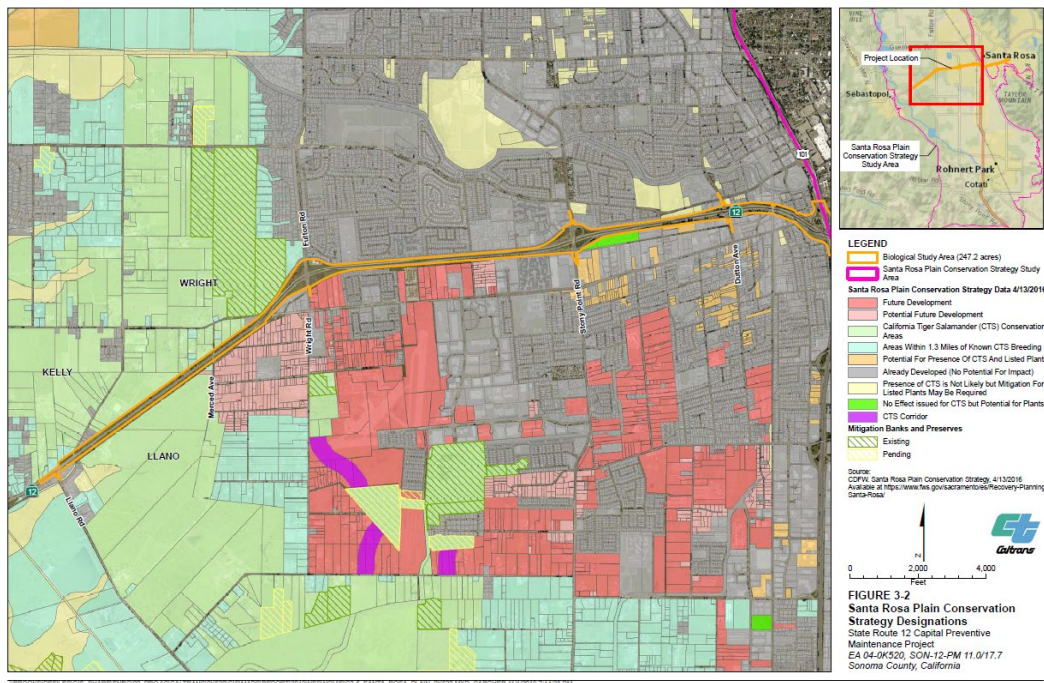 WRIGHT
KELLY
LLANO
Fulton Rd
Wright Rd
Merced Ave
Llano Rd
Stony Point Rd
Dutton Ave
12
12
101
Project Location
Santa Rosa
Sebastopol
TAYLOR
MOUNTAIN
Santa Rosa Plain
Conservation Strategy
Study Area
Rohnert Park
Cotati
LEGEND
Biological Study Area (247.2 acres)
Santa Rosa Plain Conservation Strategy Study
Area
Santa Rosa Plain Conservation Strategy Data 4/13/2016
Future Development
Potential Future Development
California Tiger Salamander (CTS) Conservation
Areas
Areas Within 1.3 Miles of Known CTS Breeding
Potential For Presence Of CTS And Listed Plant
Already Developed (No Potential For Impact)
Presence of CTS is Not Likely but Mitigation For
Listed Plants May Be Required
No Effect issued for CTS but Potential for Plants
CTS Corridor
Mitigation Banks and Preserves
Existing
Pending
Source:
CDFW, Santa Rosa Plain Conservation Strategy, 4/13/2016
Available at https://www.fws.gov/sacramento/es/Recovery-Planning
Santa-Rosa/
N
Caltrans
0 2,000 4,000
Feet
FIGURE 3-2
Santa Rosa Plain Conservation
Strategy Designations
State Route 12 Capital Preventive
Maintenance Project
EA 04-0K520, SON-12-PM 11.0/17.7
Sonoma County, California